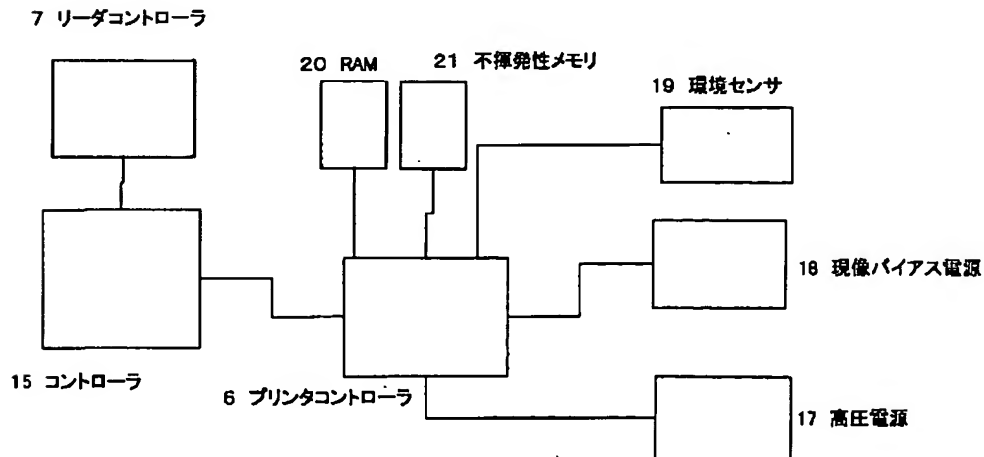 7 リーダコントローラ
20 RAM
21 不揮発性メモリ
19 環境センサ
18 現像バイアス電源
15 コントローラ
6 プリンタコントローラ
17 高圧電源